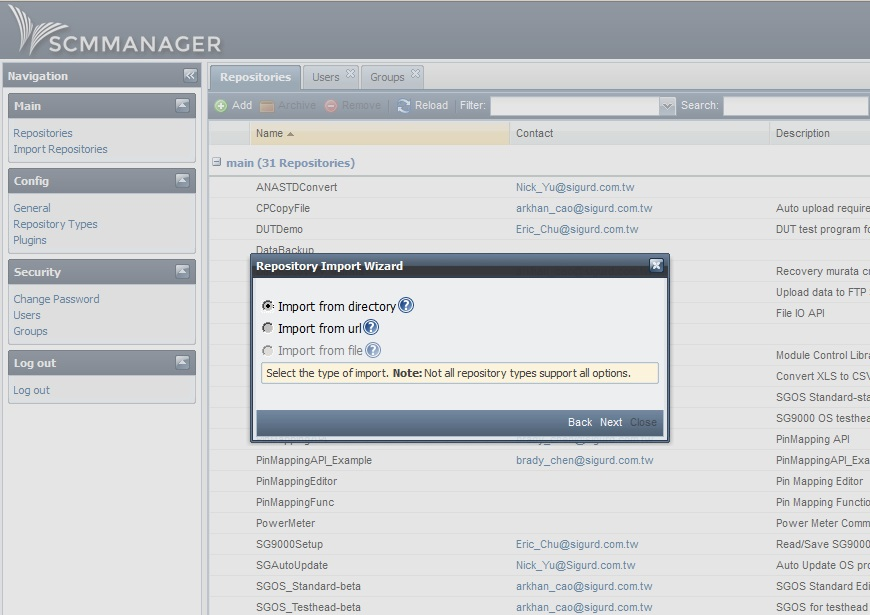 SCMMANAGER
Navigation
Main
Repositories
Import Repositories
Config
General
Repository Types
Plugins
Security
Change Password
Users
Groups
Log out
Log out
Repositories Users Groups
Add Archive Remove Reload Filter: Search:
Name Contact Description
main (31 Repositories)
ANASTDConvert Nick_Yu@sigurd.com.tw
CPCopyFile arkhan_cao@sigurd.com.tw Auto upload require
DUTDemo Eric_Chu@sigurd.com.tw DUT test program fo
DataBackup
Recovery murata c
Upload data to FTP
File IO API
Module Control Libra
Convert XLS to CSV
SGOS Standard-sta
SG9000 OS testhea
PinMapping API
Repository Import Wizard
Import from directory
Import from url
Import from file
Select the type of import. Note: Not all repository types support all options.
Back Next Close
PinMappingAPI_Example brady_chen@sigurd.com.tw PinMappingAPI_Exa
PinMappingEditor Pin Mapping Editor
PinMappingFunc Pin Mapping Functio
PowerMeter Power Meter Comm
SG9000Setup Eric_Chu@sigurd.com.tw Read/Save SG9000
SGAutoUpdate Nick_Yu@Sigurd.com.tw Auto Update OS pro
SGOS_Standard-beta arkhan_cao@sigurd.com.tw SGOS Standard Edi
SGOS_Testhead-beta arkhan_cao@sigurd.com.tw SGOS for testhead